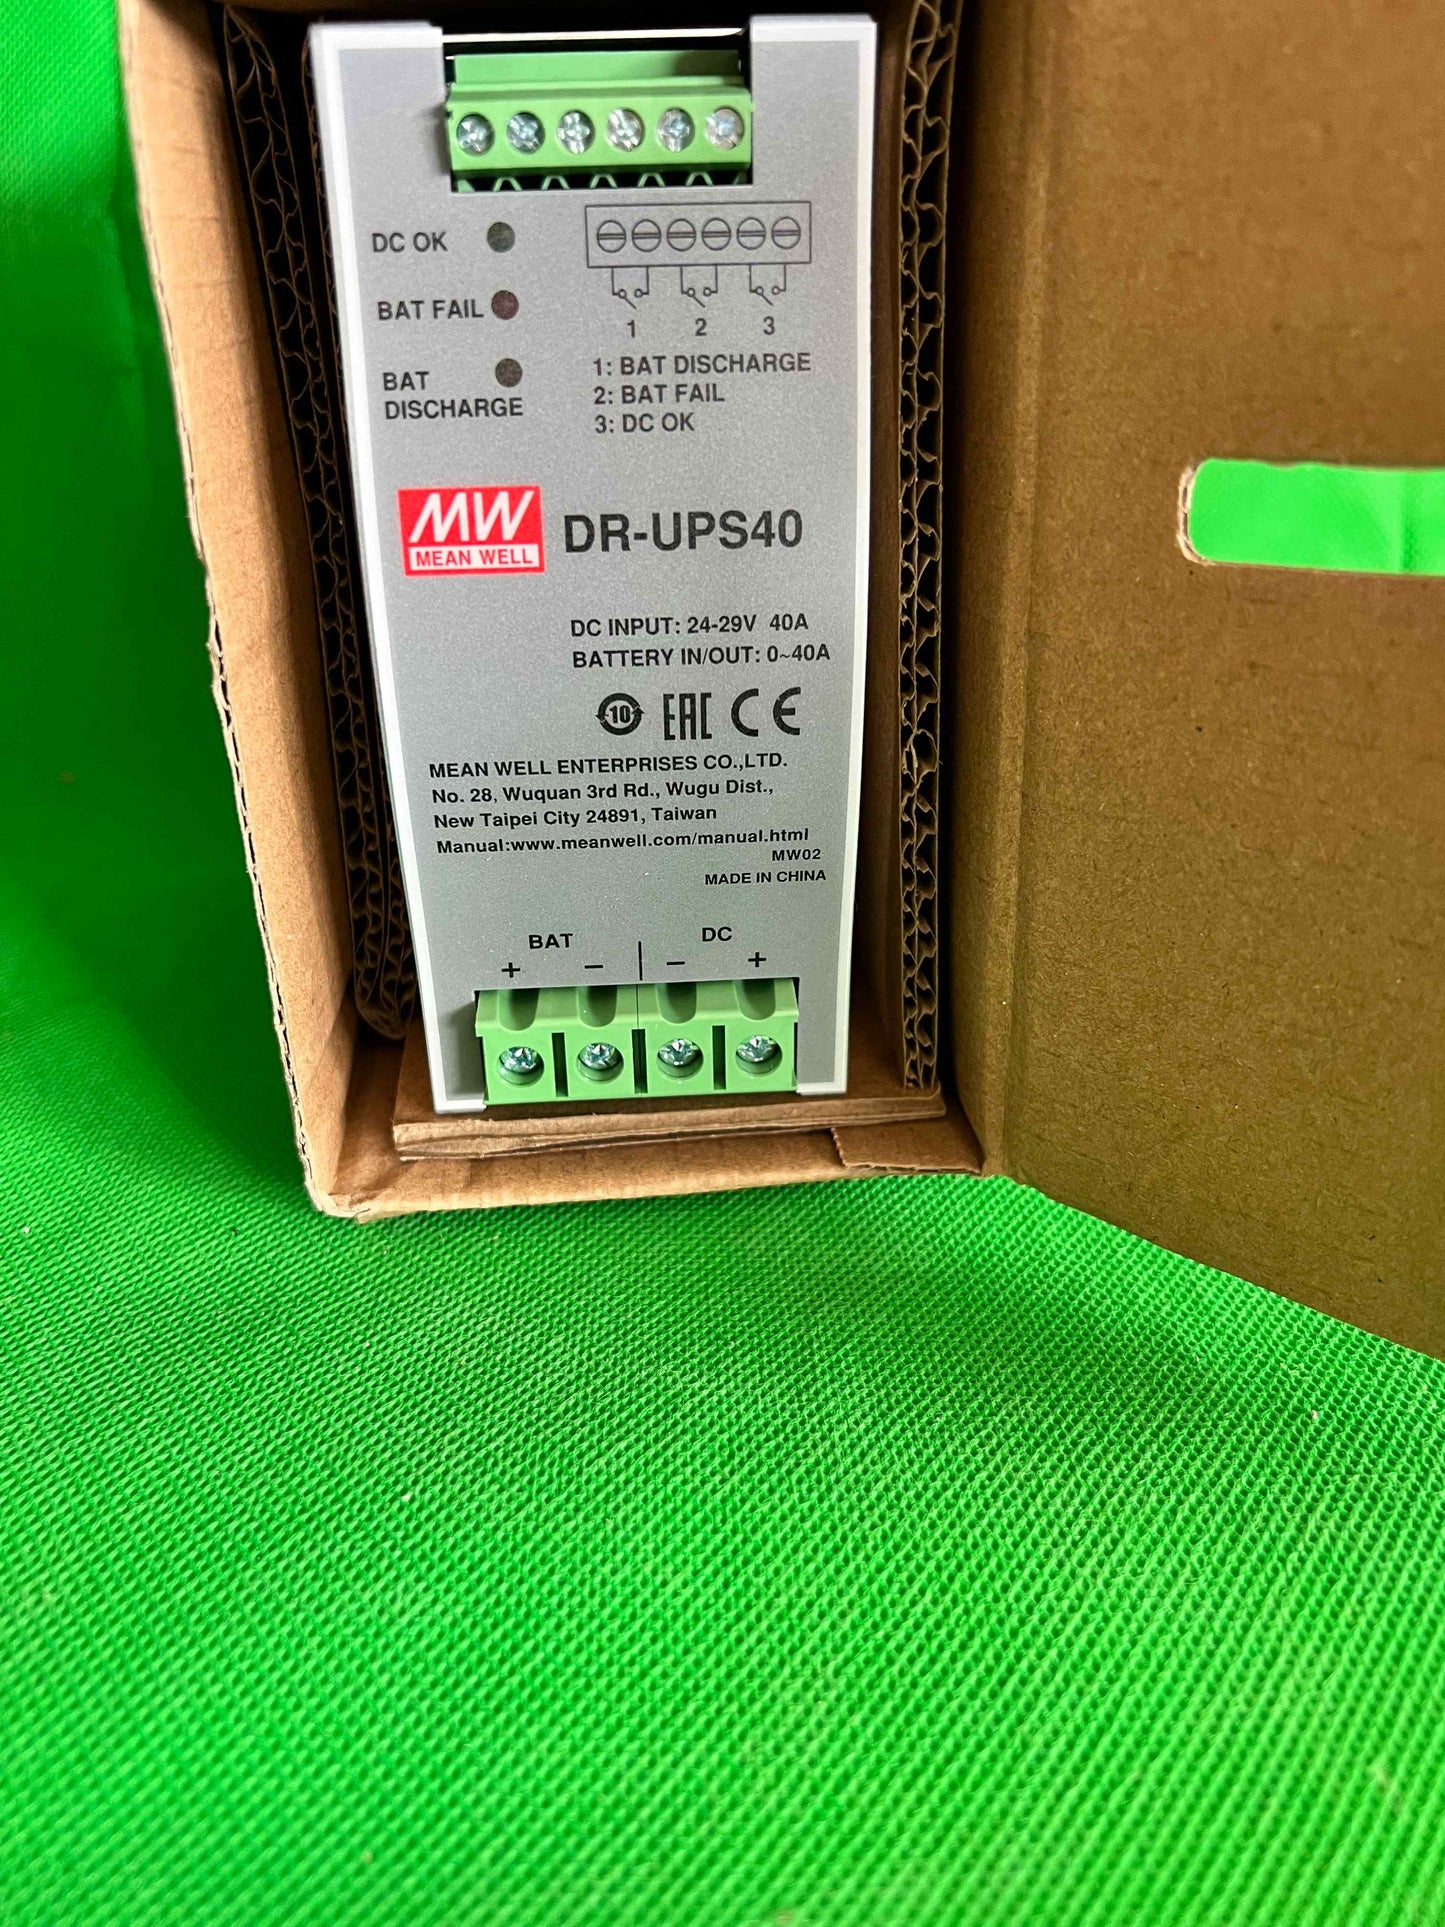 DC OK
BAT FAIL
BAT
DISCHARGE
1 2 3
1: BAT DISCHARGE
2: BAT FAIL
3: DC OK
MW
MEAN WELL
DR-UPS40
DC INPUT: 24-29V 40A
BATTERY IN/OUT: 0~40A
10 EAC CE
MEAN WELL ENTERPRISES CO.,LTD.
No. 28, Wuquan 3rd Rd., Wugu Dist.,
New Taipei City 24891, Taiwan
Manual:www.meanwell.com/manual.html
MW02
MADE IN CHINA
BAT | DC
+ − | − +